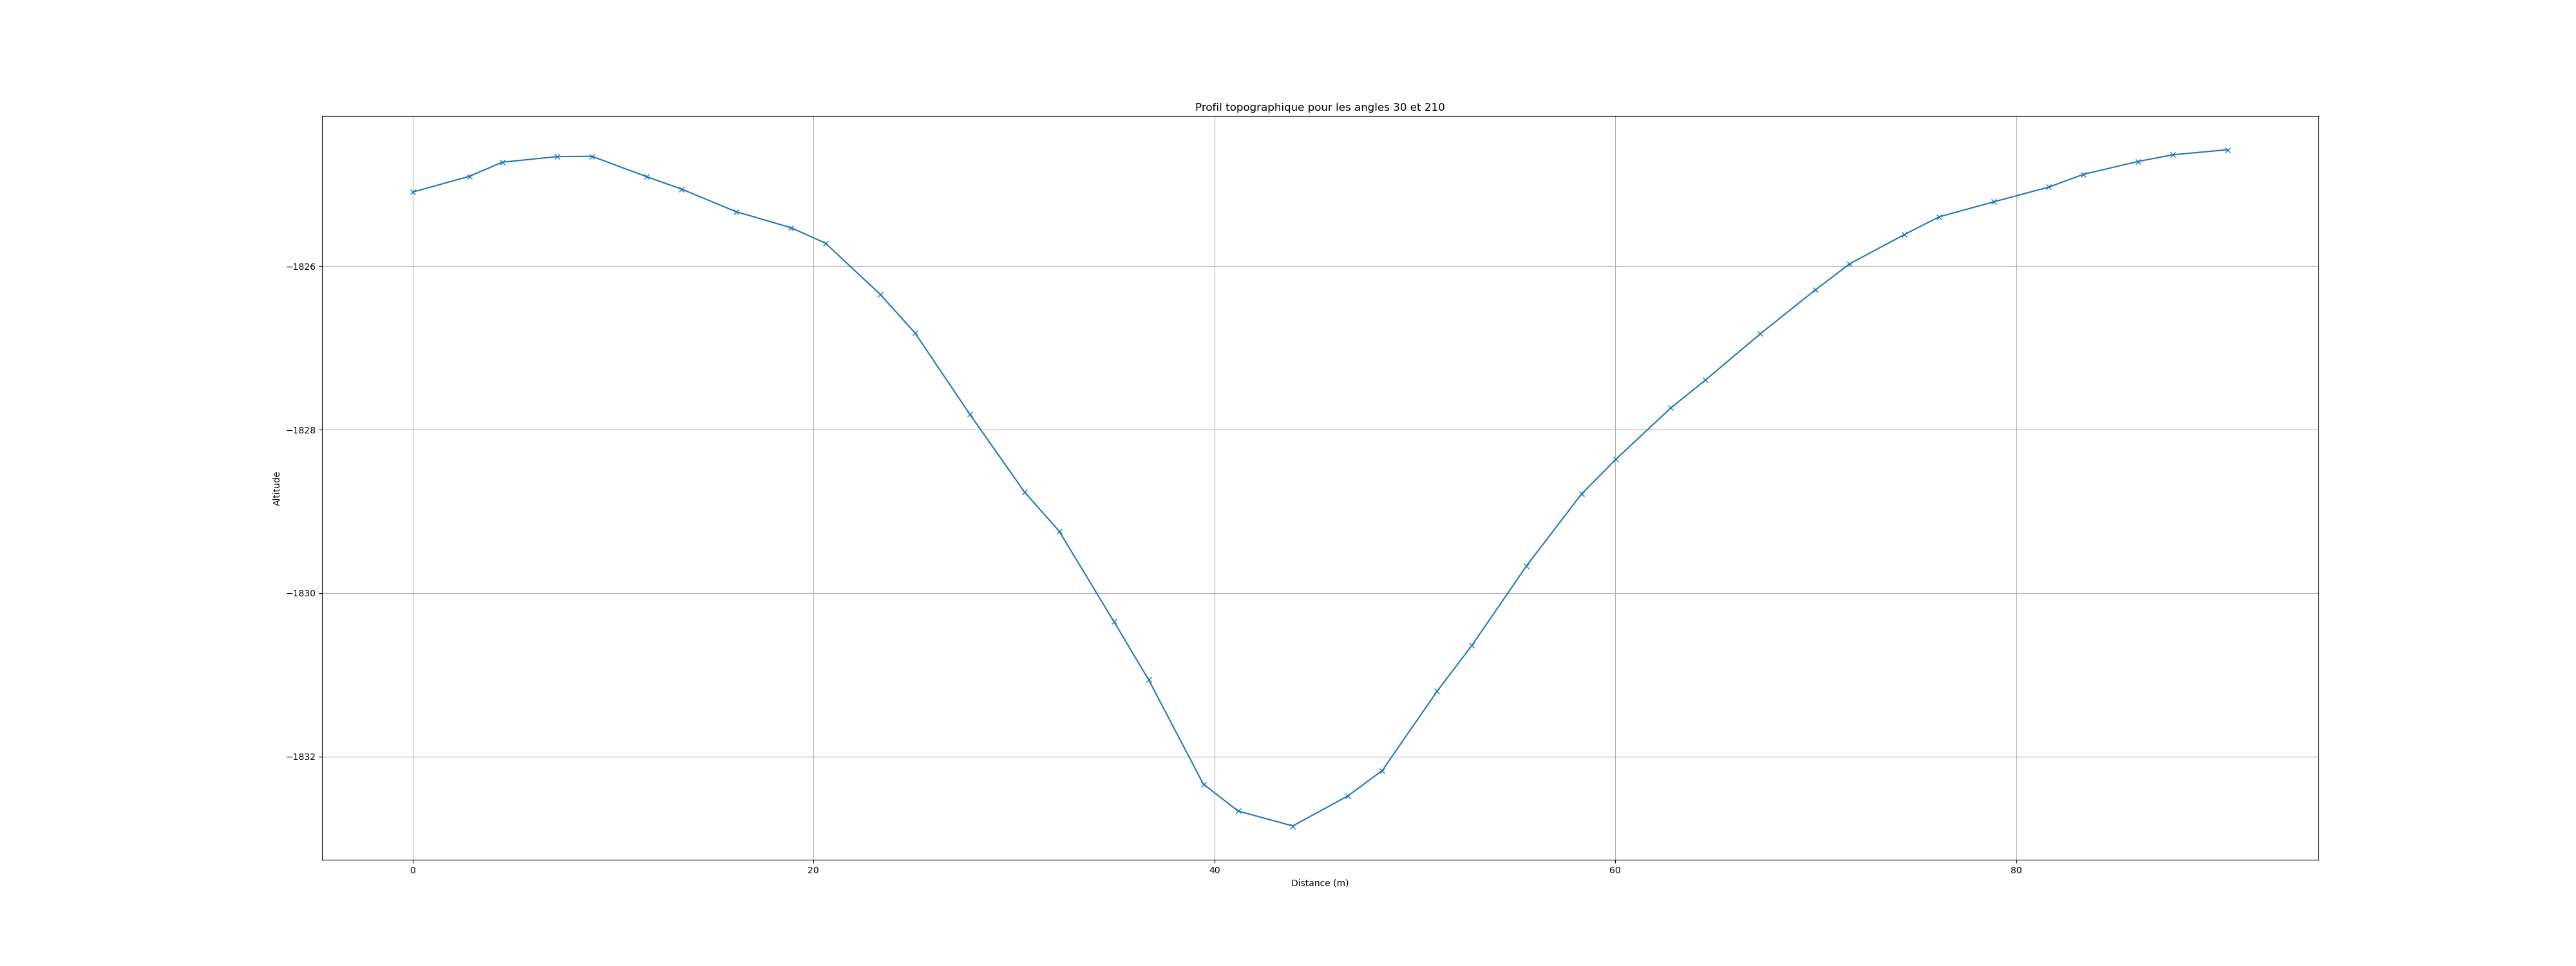 Profil topographique pour les angles 30 et 210
Altitude
−1826
−1828
−1830
−1832
0 20 40 60 80
Distance (m)